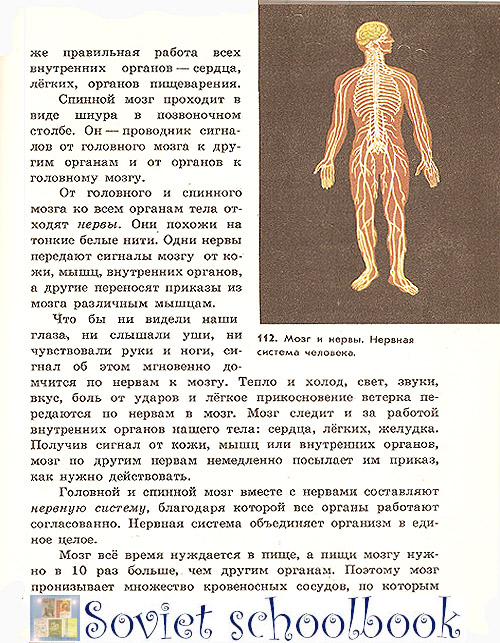 же правильная работа всех
внутренних органов — сердца,
лёгких, органов пищеварения.
Спинной мозг проходит в
виде шнура в позвоночном
столбе. Он — проводник сигна-
лов от головного мозга к дру-
гим органам и от органов к
головному мозгу.
От головного и спинного
мозга ко всем органам тела от-
ходят нервы. Они похожи на
тонкие белые нити. Одни нервы
передают сигналы мозгу от ко-
жи, мышц, внутренних органов,
а другие переносят приказы из
мозга различным мышцам.
Что бы ни видели наши
глаза, ни слышали уши, ни
чувствовали руки и ноги, сиг-
нал об этом мгновенно до-
112. Мозг и нервы. Нервная
система человека.
мчится по нервам к мозгу. Тепло и холод, свет, звуки,
вкус, боль от ударов и лёгкое прикосновение ветерка пе-
редаются по нервам в мозг. Мозг следит и за работой
внутренних органов нашего тела: сердца, лёгких, желудка.
Получив сигнал от кожи, мышц или внутренних органов,
мозг по другим нервам немедленно посылает им приказ,
как нужно действовать.
Головной и спинной мозг вместе с нервами составляют
нервную систему, благодаря которой все органы работают
согласованно. Нервная система объединяет организм в еди-
ное целое.
Мозг всё время нуждается в пище, а пищи мозгу нуж-
но в 10 раз больше, чем другим органам. Поэтому мозг
пронизывает множество кровеносных сосудов, по которым
Soviet schoolbook